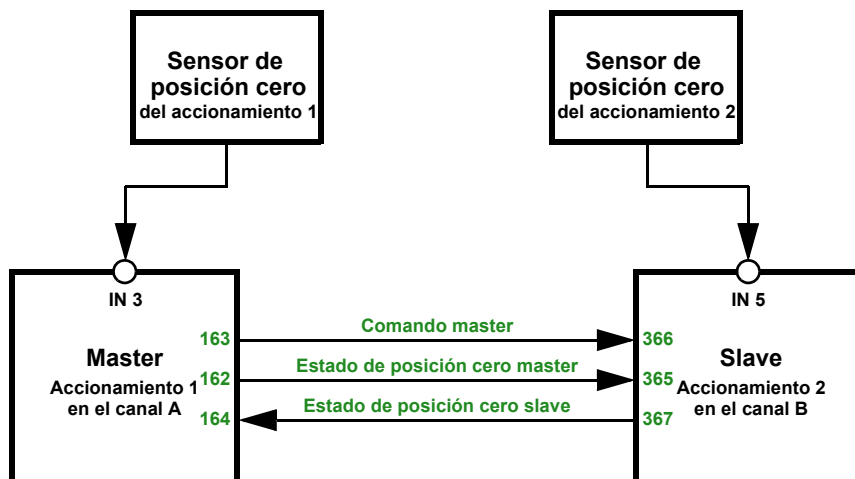 Sensor de
posición cero
del accionamiento 1
Sensor de
posición cero
del accionamiento 2
IN 3
IN 5
163
Comando master
366
Master
Slave
162
Estado de posición cero master
365
Accionamiento 1
en el canal A
Accionamiento 2
en el canal B
164
Estado de posición cero slave
367